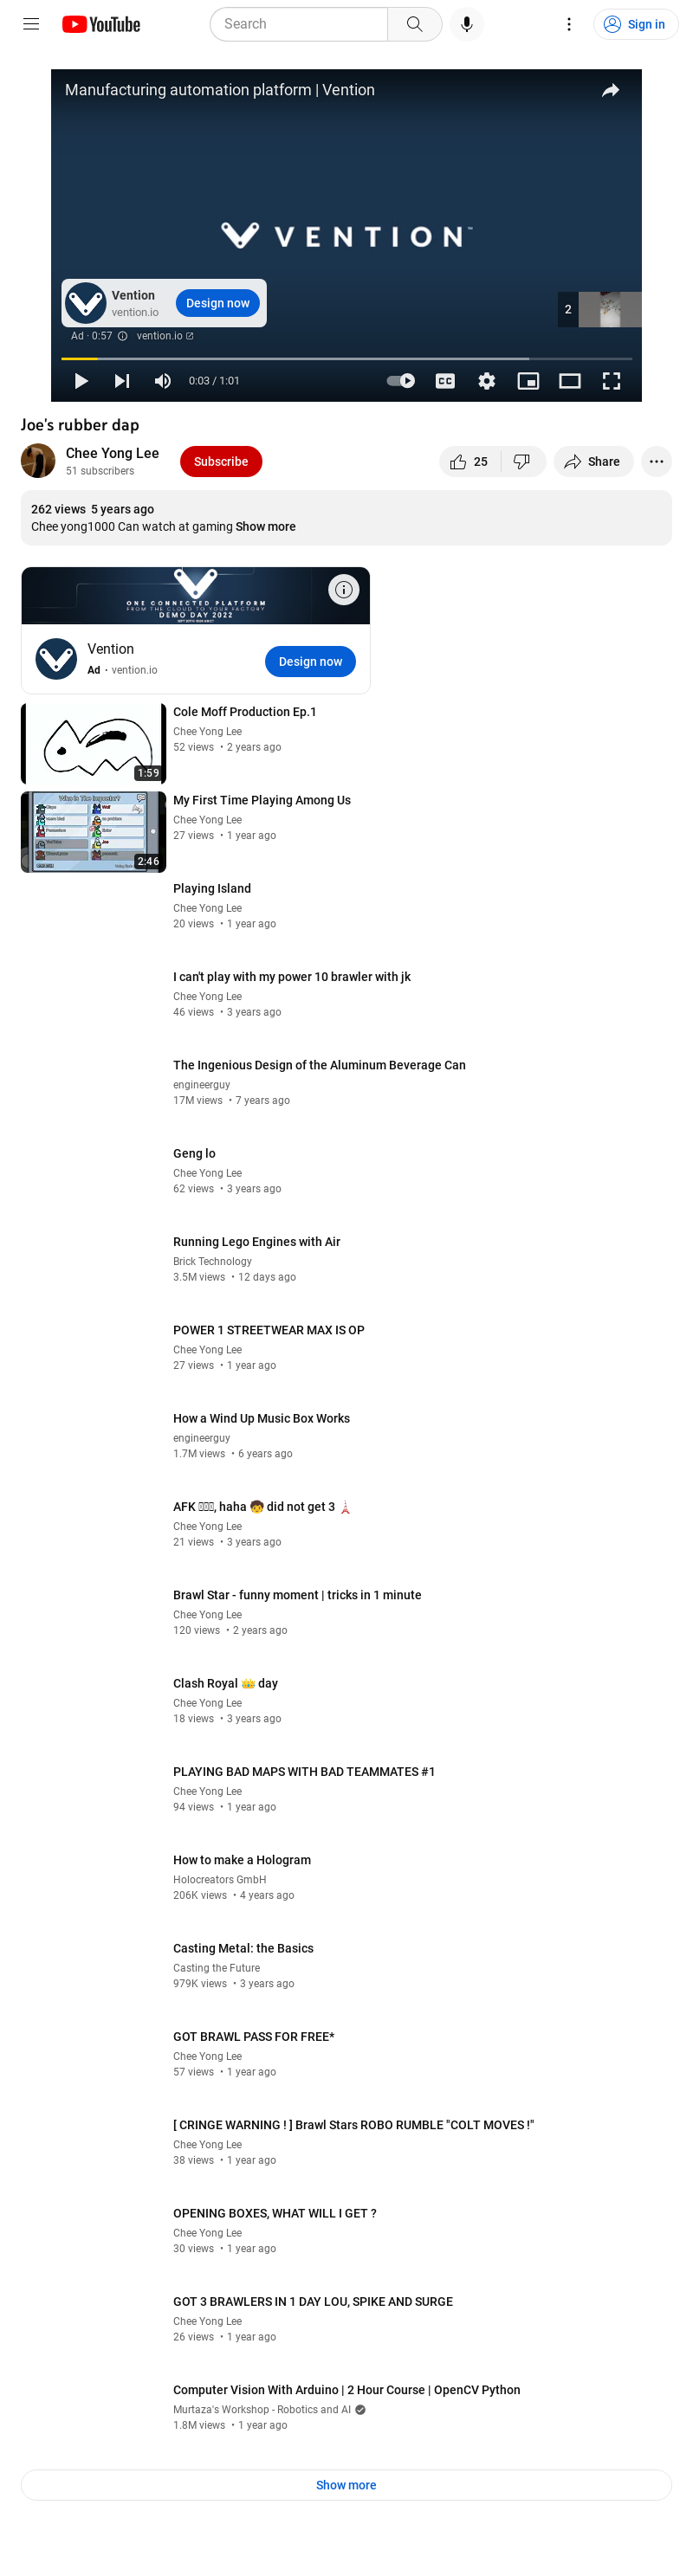 YouTube
Search
Sign in
Manufacturing automation platform | Vention
VENTION™
Vention
vention.io
Design now
2
Ad · 0:57
vention.io
0:03 / 1:01
CC
Joe's rubber dap
Chee Yong Lee
51 subscribers
Subscribe
25
Share
262 views 5 years ago
Chee yong1000 Can watch at gaming Show more
ONE CONNECTED PLATFORM
FROM THE CLOUD TO YOUR FACTORY
DEMO DAY 2022
Vention
Ad • vention.io
Design now
Cole Moff Production Ep.1
Chee Yong Lee
52 views • 2 years ago
1:59
My First Time Playing Among Us
Chee Yong Lee
27 views • 1 year ago
Who Is The Impostor?
2:46
Playing Island
Chee Yong Lee
20 views • 1 year ago
I can't play with my power 10 brawler with jk
Chee Yong Lee
46 views • 3 years ago
The Ingenious Design of the Aluminum Beverage Can
engineerguy
17M views • 7 years ago
Geng lo
Chee Yong Lee
62 views • 3 years ago
Running Lego Engines with Air
Brick Technology
3.5M views • 12 days ago
POWER 1 STREETWEAR MAX IS OP
Chee Yong Lee
27 views • 1 year ago
How a Wind Up Music Box Works
engineerguy
1.7M views • 6 years ago
AFK , haha 🧒 did not get 3 🗼
Chee Yong Lee
21 views • 3 years ago
Brawl Star - funny moment | tricks in 1 minute
Chee Yong Lee
120 views • 2 years ago
Clash Royal 👑 day
Chee Yong Lee
18 views • 3 years ago
PLAYING BAD MAPS WITH BAD TEAMMATES #1
Chee Yong Lee
94 views • 1 year ago
How to make a Hologram
Holocreators GmbH
206K views • 4 years ago
Casting Metal: the Basics
Casting the Future
979K views • 3 years ago
GOT BRAWL PASS FOR FREE*
Chee Yong Lee
57 views • 1 year ago
[ CRINGE WARNING ! ] Brawl Stars ROBO RUMBLE "COLT MOVES !"
Chee Yong Lee
38 views • 1 year ago
OPENING BOXES, WHAT WILL I GET ?
Chee Yong Lee
30 views • 1 year ago
GOT 3 BRAWLERS IN 1 DAY LOU, SPIKE AND SURGE
Chee Yong Lee
26 views • 1 year ago
Computer Vision With Arduino | 2 Hour Course | OpenCV Python
Murtaza's Workshop - Robotics and AI
1.8M views • 1 year ago
Show more